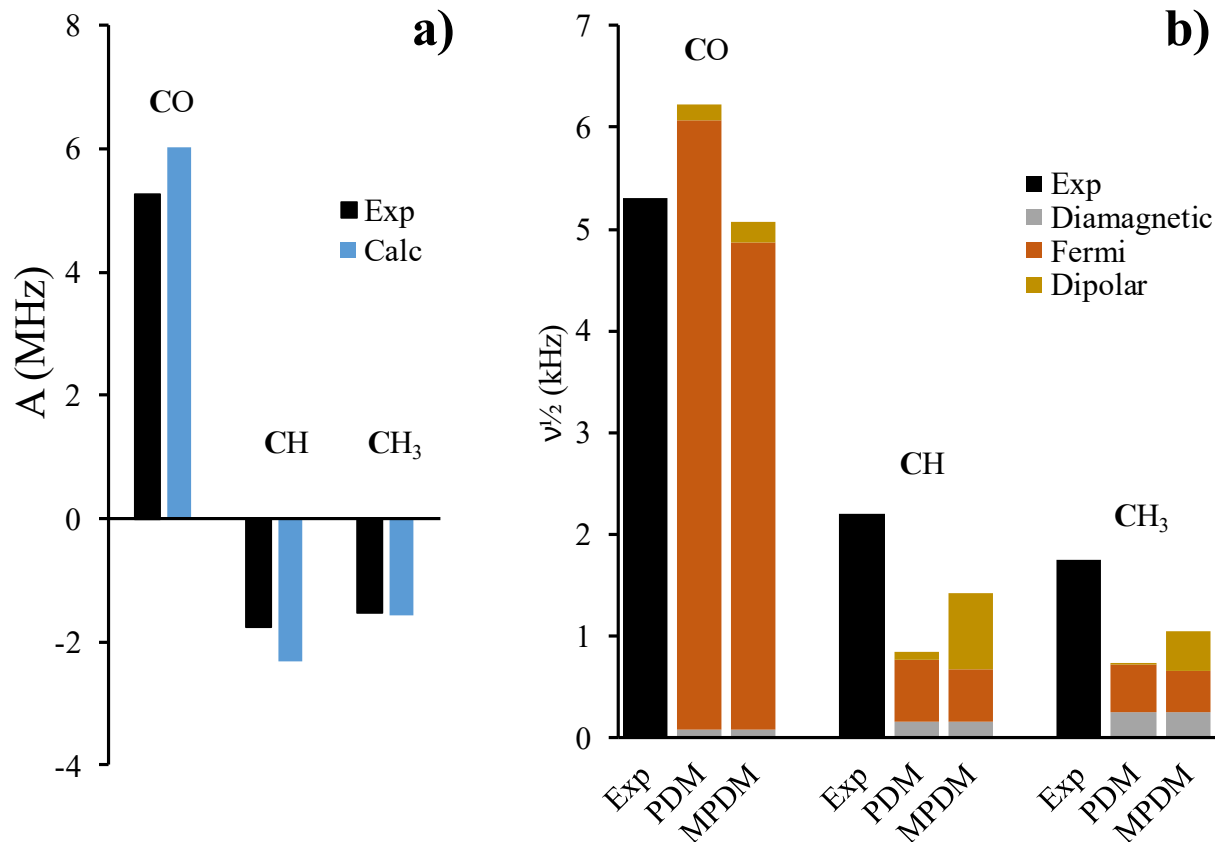 a)
8
6
4
2
0
-2
-4
A (MHz)
CO
CH
CH₃
Exp
Calc
b)
7
6
5
4
3
2
1
0
ν½ (kHz)
CO
CH
CH₃
Exp
Diamagnetic
Fermi
Dipolar
Exp
PDM
MPDM
Exp
PDM
MPDM
Exp
PDM
MPDM